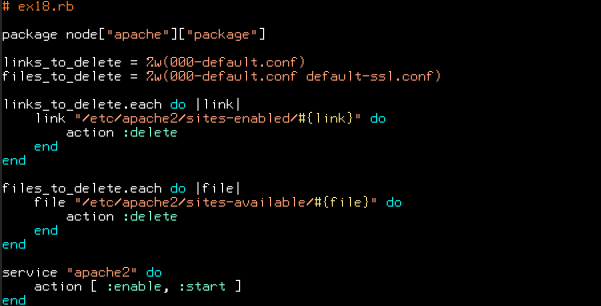 # ex18.rb
package node["apache"]["package"]
links_to_delete = %w(000-default.conf)
files_to_delete = %w(000-default.conf default-ssl.conf)
links_to_delete.each do |link|
    link "/etc/apache2/sites-enabled/#{link}" do
        action :delete
    end
end
files_to_delete.each do |file|
    file "/etc/apache2/sites-available/#{file}" do
        action :delete
    end
end
service "apache2" do
    action [ :enable, :start ]
end